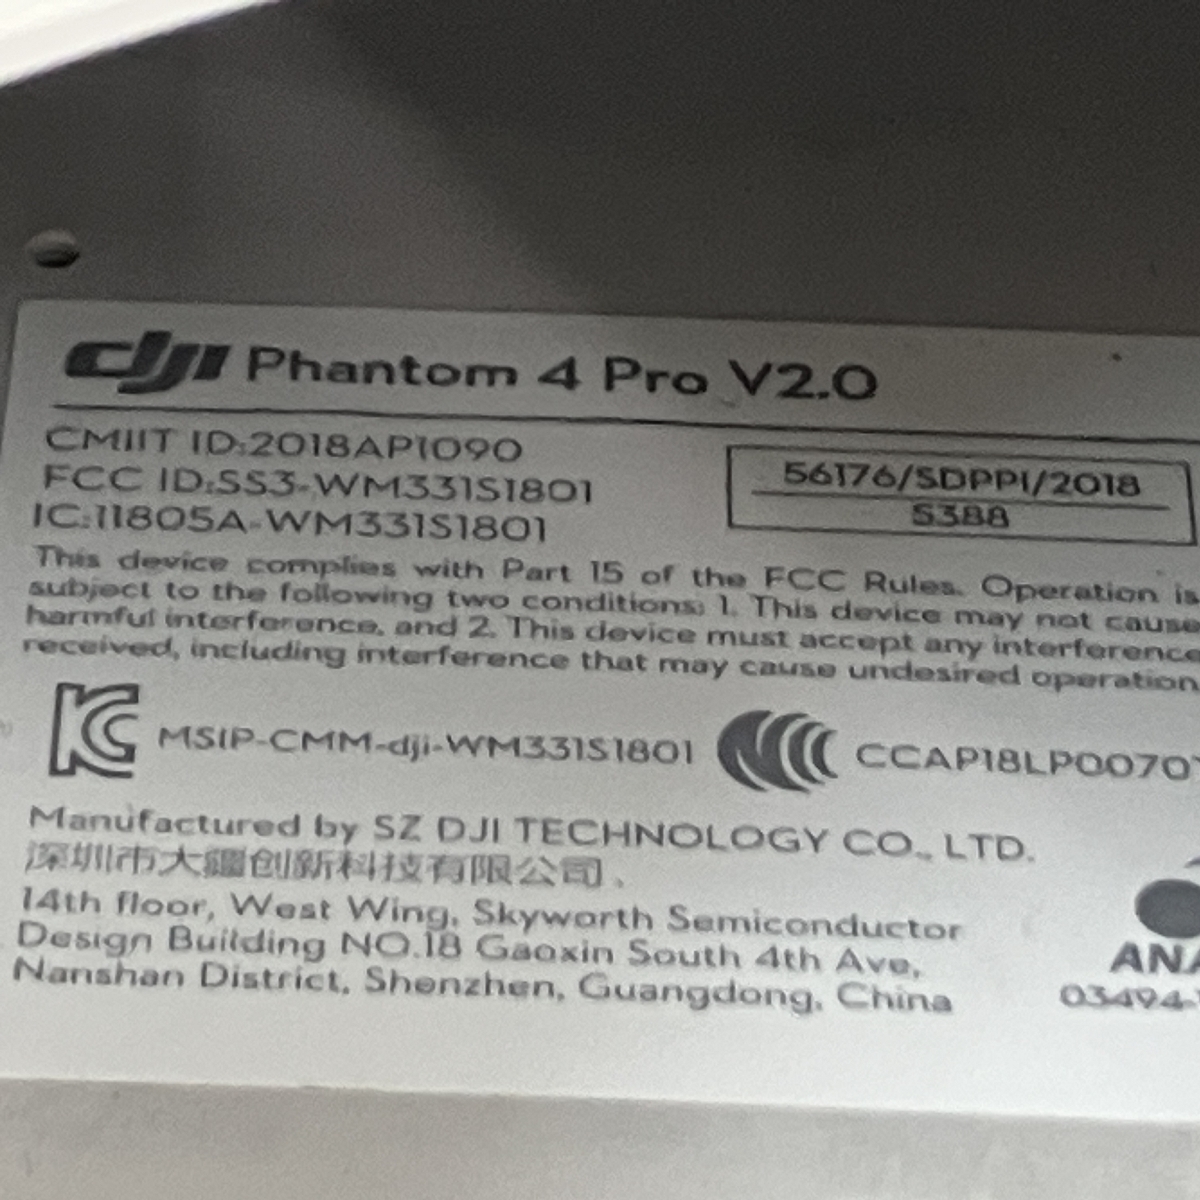 dji Phantom 4 Pro V2.0
CMIIT ID:2018AP1090
FCC ID:SS3-WM331S1801
IC:11805A-WM331S1801
56176/SDPPI/2018
5388
This device complies with Part 15 of the FCC Rules. Operation is
subject to the following two conditions: 1. This device may not cause
harmful interference, and 2. This device must accept any interference
received, including interference that may cause undesired operation
KC MSIP-CMM-dji-WM331S1801
NCC CCAP18LP0070
Manufactured by SZ DJI TECHNOLOGY CO., LTD.
深圳市大疆创新科技有限公司
14th floor, West Wing, Skyworth Semiconductor
Design Building NO.18 Gaoxin South 4th Ave,
Nanshan District, Shenzhen, Guangdong, China
ANA
03494-